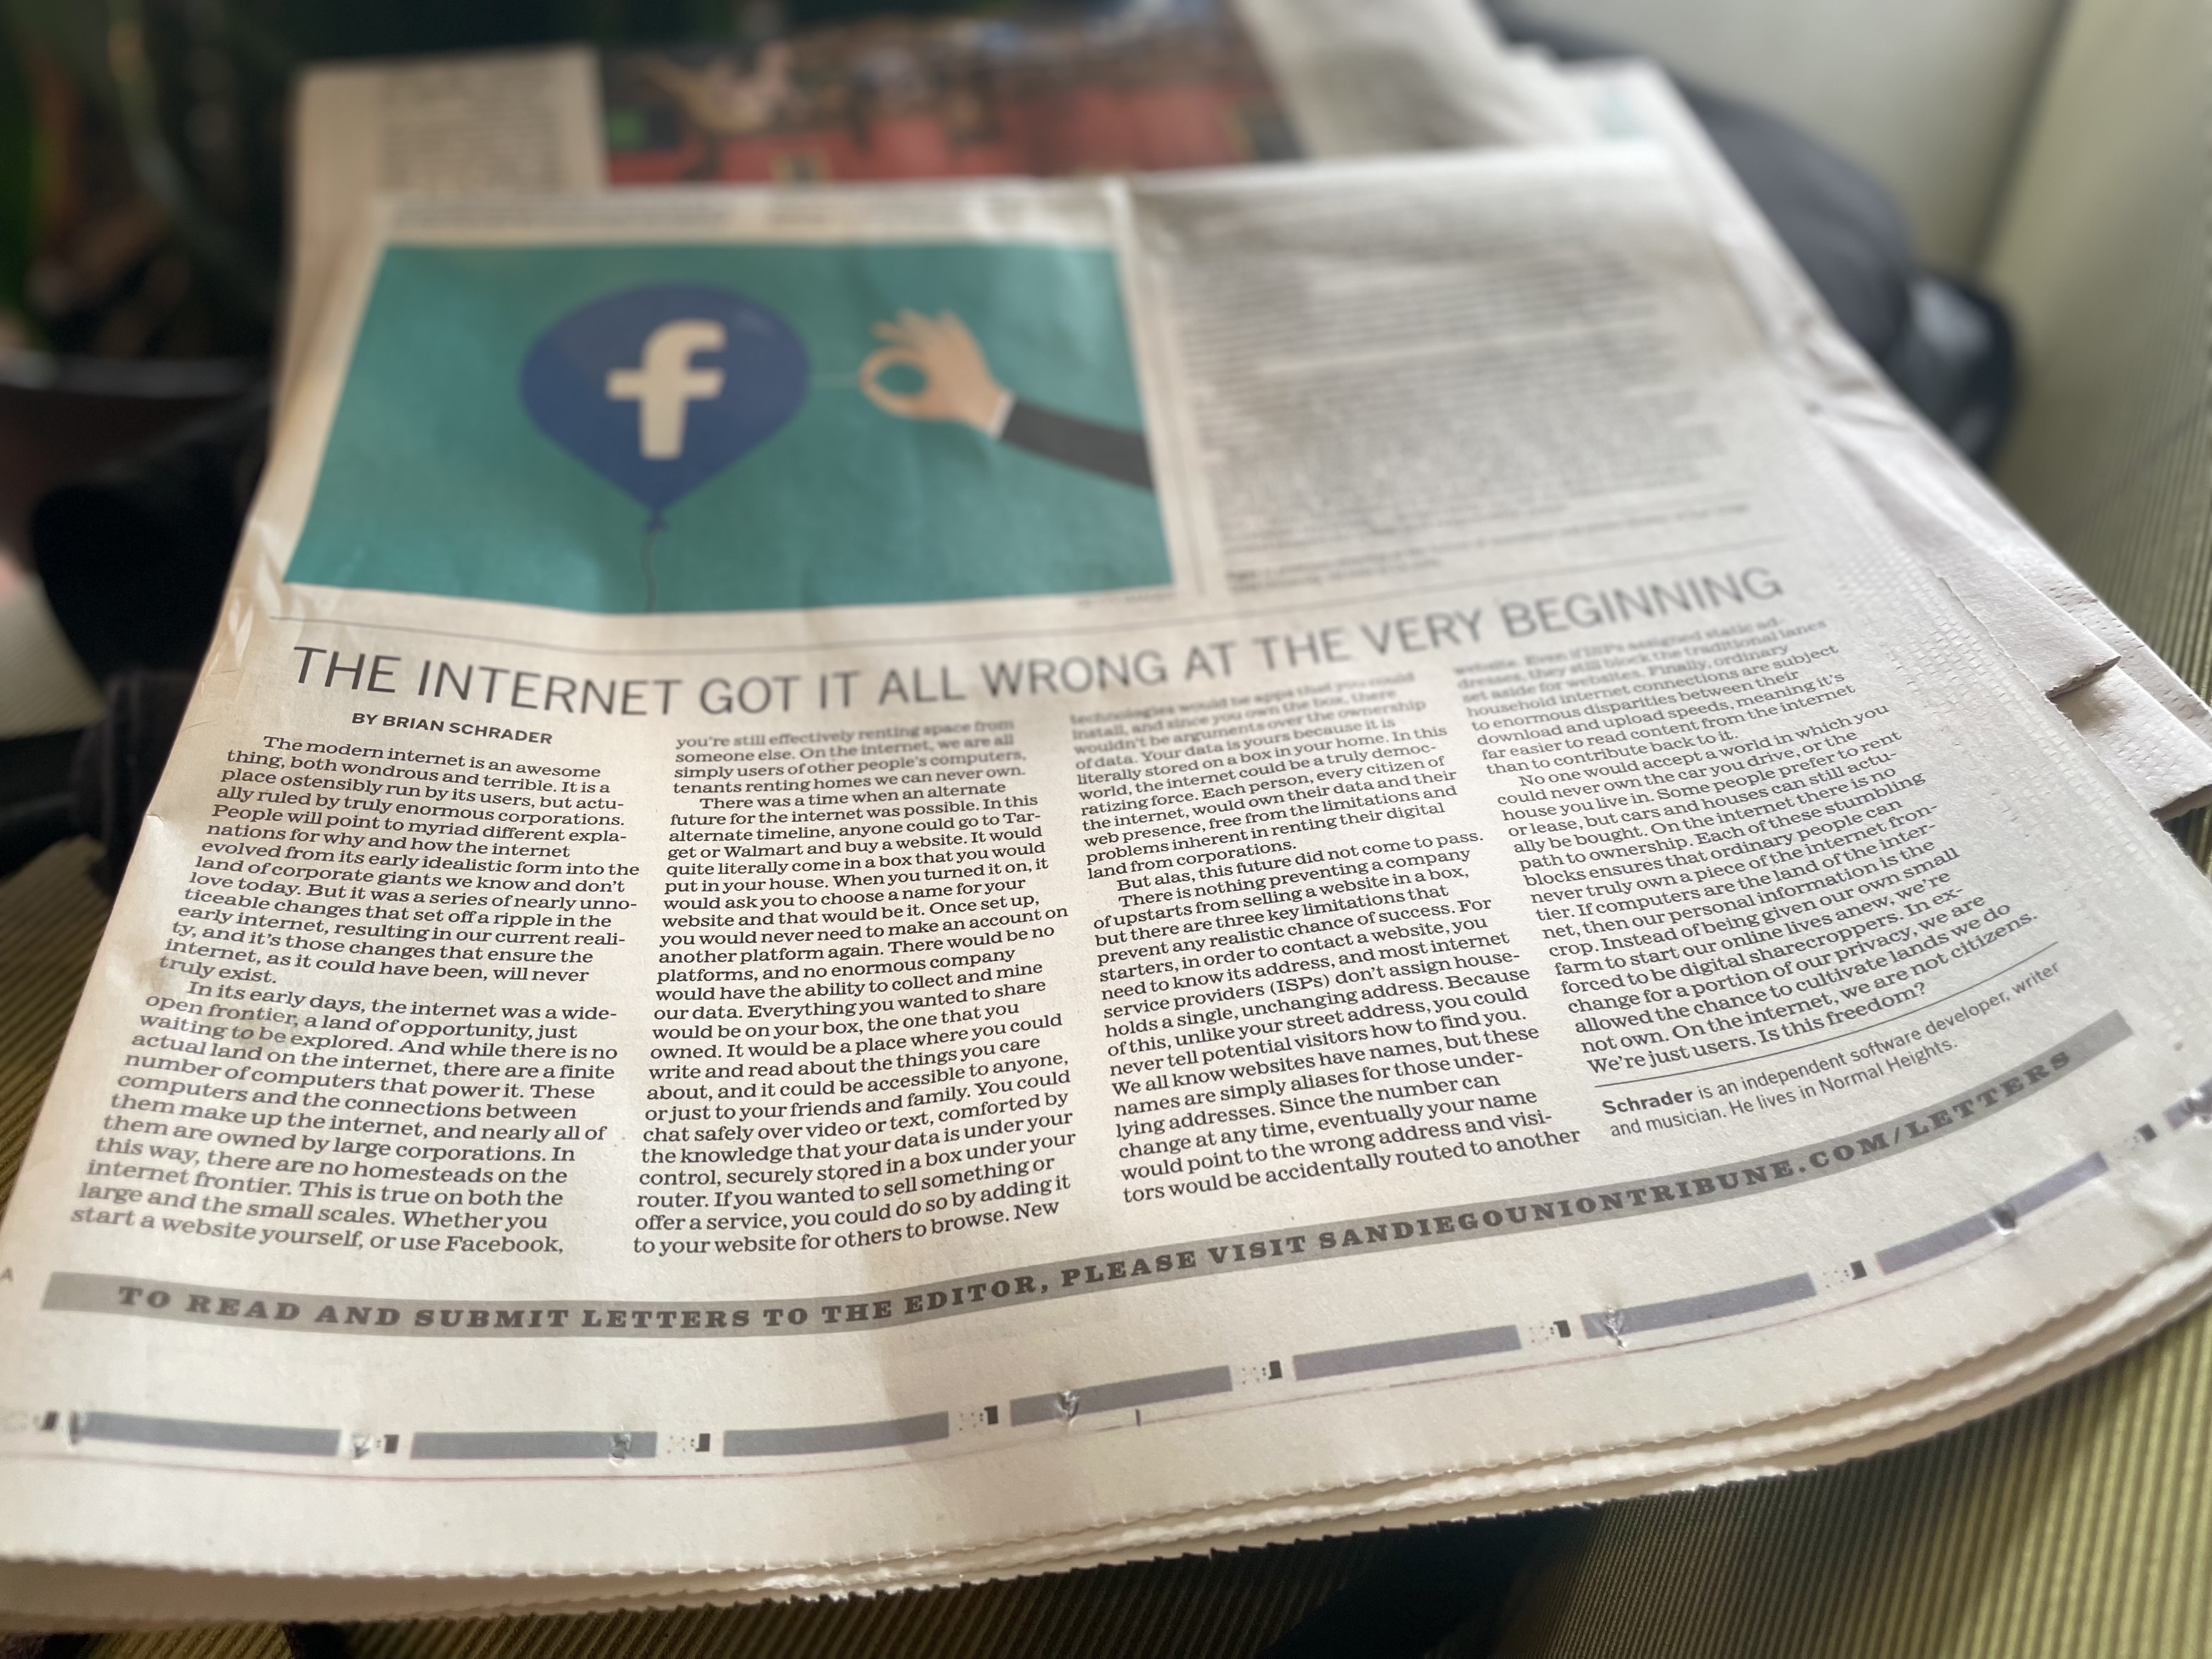 f
THE INTERNET GOT IT ALL WRONG AT THE VERY BEGINNING
BY BRIAN SCHRADER
The modern internet is an awesome
thing, both wondrous and terrible. It is a
place ostensibly run by its users, but actu-
ally ruled by truly enormous corporations.
People will point to myriad different expla-
nations for why and how the internet
evolved from its early idealistic form into the
land of corporate giants we know and don't
love today. But it was a series of nearly unno-
ticeable changes that set off a ripple in the
early internet, resulting in our current reali-
ty, and it's those changes that ensure the
internet, as it could have been, will never
truly exist.
In its early days, the internet was a wide-
open frontier, a land of opportunity, just
waiting to be explored. And while there is no
actual land on the internet, there are a finite
number of computers that power it. These
computers and the connections between
them make up the internet, and nearly all of
them are owned by large corporations. In
this way, there are no homesteads on the
internet frontier. This is true on both the
large and the small scales. Whether you
start a website yourself, or use Facebook,
you're still effectively renting space from
someone else. On the internet, we are all
simply users of other people's computers,
tenants renting homes we can never own.
There was a time when an alternate
future for the internet was possible. In this
alternate timeline, anyone could go to Tar-
get or Walmart and buy a website. It would
quite literally come in a box that you would
put in your house. When you turned it on, it
would ask you to choose a name for your
website and that would be it. Once set up,
you would never need to make an account on
another platform again. There would be no
platforms, and no enormous company
would have the ability to collect and mine
our data. Everything you wanted to share
would be on your box, the one that you
owned. It would be a place where you could
write and read about the things you care
about, and it could be accessible to anyone,
or just to your friends and family. You could
chat safely over video or text, comforted by
the knowledge that your data is under your
control, securely stored in a box under your
router. If you wanted to sell something or
offer a service, you could do so by adding it
to your website for others to browse. New
technologies would be apps that you could
install, and since you own the box, there
wouldn't be arguments over the ownership
of data. Your data is yours because it is
literally stored on a box in your home. In this
world, the internet could be a truly democ-
ratizing force. Each person, every citizen of
the internet, would own their data and their
web presence, free from the limitations and
problems inherent in renting their digital
land from corporations.
But alas, this future did not come to pass.
There is nothing preventing a company
of upstarts from selling a website in a box,
but there are three key limitations that
prevent any realistic chance of success. For
starters, in order to contact a website, you
need to know its address, and most internet
service providers (ISPs) don't assign house-
holds a single, unchanging address. Because
of this, unlike your street address, you could
never tell potential visitors how to find you.
We all know websites have names, but these
names are simply aliases for those under-
lying addresses. Since the number can
change at any time, eventually your name
would point to the wrong address and visi-
tors would be accidentally routed to another
website. Even if ISPs assigned static ad-
dresses, they still block the traditional lanes
set aside for websites. Finally, ordinary
household internet connections are subject
to enormous disparities between their
download and upload speeds, meaning it's
far easier to read content from the internet
than to contribute back to it.
No one would accept a world in which you
could never own the car you drive, or the
house you live in. Some people prefer to rent
or lease, but cars and houses can still actu-
ally be bought. On the internet there is no
path to ownership. Each of these stumbling
blocks ensures that ordinary people can
never truly own a piece of the internet fron-
tier. If computers are the land of the inter-
net, then our personal information is the
crop. Instead of being given our own small
farm to start our online lives anew, we're
forced to be digital sharecroppers. In ex-
change for a portion of our privacy, we are
allowed the chance to cultivate lands we do
not own. On the internet, we are not citizens.
We're just users. Is this freedom?
Schrader is an independent software developer, writer
and musician. He lives in Normal Heights.
TO READ AND SUBMIT LETTERS TO THE EDITOR, PLEASE VISIT SANDIEGOUNIONTRIBUNE.COM/LETTERS